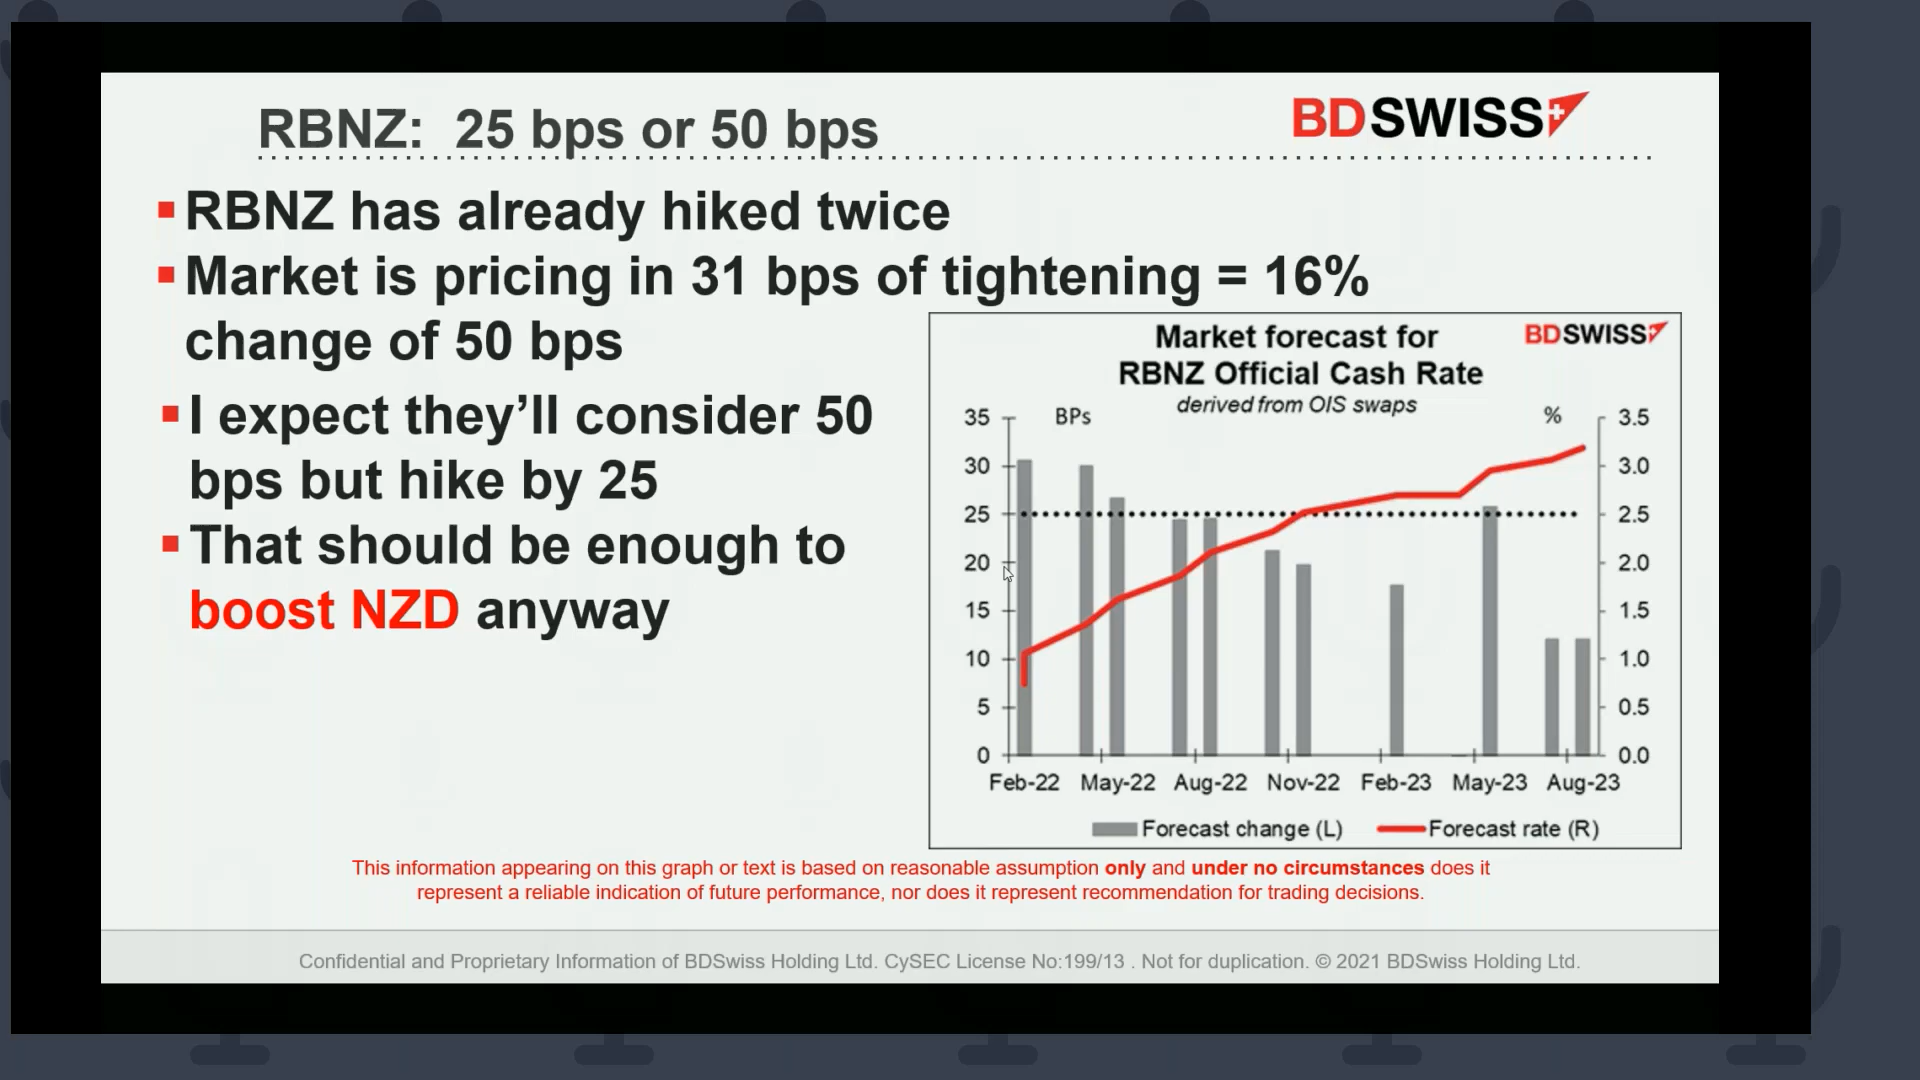 RBNZ: 25 bps or 50 bps
BDSWISS
RBNZ has already hiked twice
Market is pricing in 31 bps of tightening = 16%
change of 50 bps
I expect they’ll consider 50
bps but hike by 25
That should be enough to
boost NZD anyway
Market forecast for
RBNZ Official Cash Rate
derived from OIS swaps
BDSWISS
BPs
%
35
30
25
20
15
10
5
0
3.5
3.0
2.5
2.0
1.5
1.0
0.5
0.0
Feb-22 May-22 Aug-22 Nov-22 Feb-23 May-23 Aug-23
Forecast change (L) Forecast rate (R)
This information appearing on this graph or text is based on reasonable assumption only and under no circumstances does it
represent a reliable indication of future performance, nor does it represent recommendation for trading decisions.
Confidential and Proprietary Information of BDSwiss Holding Ltd. CySEC License No:199/13 . Not for duplication. © 2021 BDSwiss Holding Ltd.